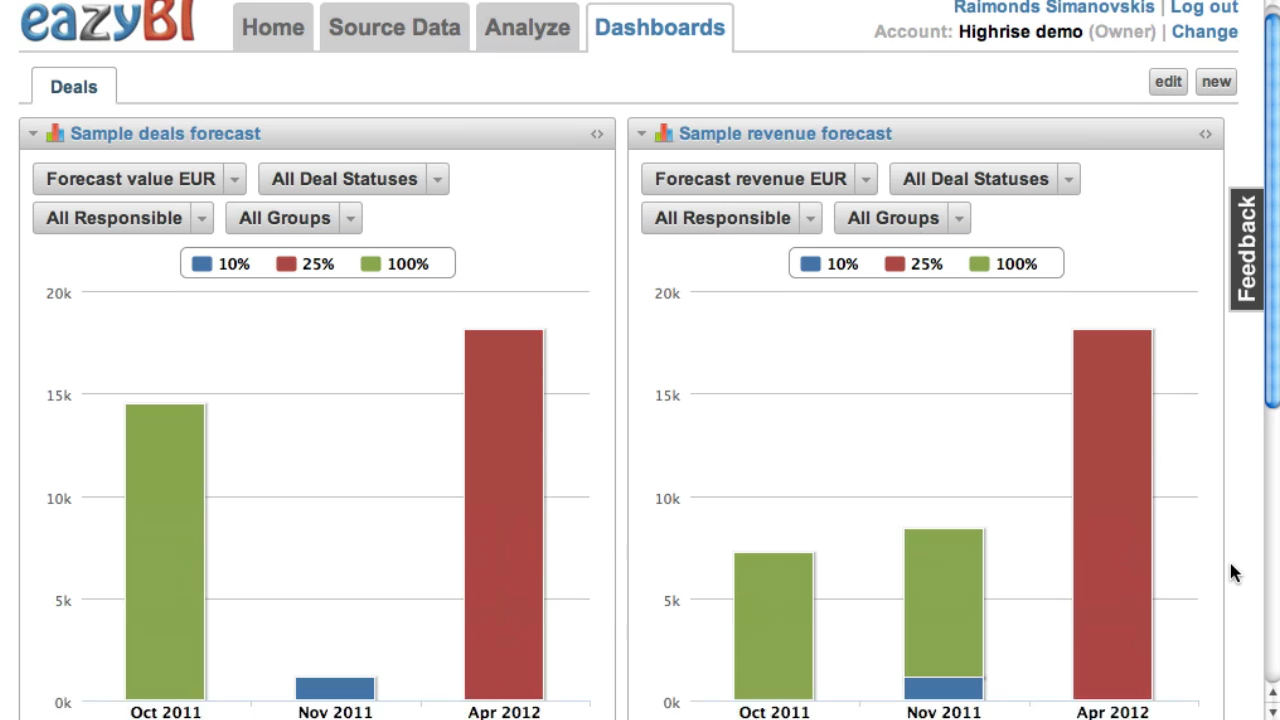 eazyBI
Home Source Data Analyze Dashboards
Raimonds Simanovskis | Log out
Account: Highrise demo (Owner) | Change
Deals
edit new
Sample deals forecast
Forecast value EUR All Deal Statuses
All Responsible All Groups
10% 25% 100%
20k
15k
10k
5k
0k
Oct 2011 Nov 2011 Apr 2012
Sample revenue forecast
Forecast revenue EUR All Deal Statuses
All Responsible All Groups
10% 25% 100%
20k
15k
10k
5k
0k
Oct 2011 Nov 2011 Apr 2012
Feedback